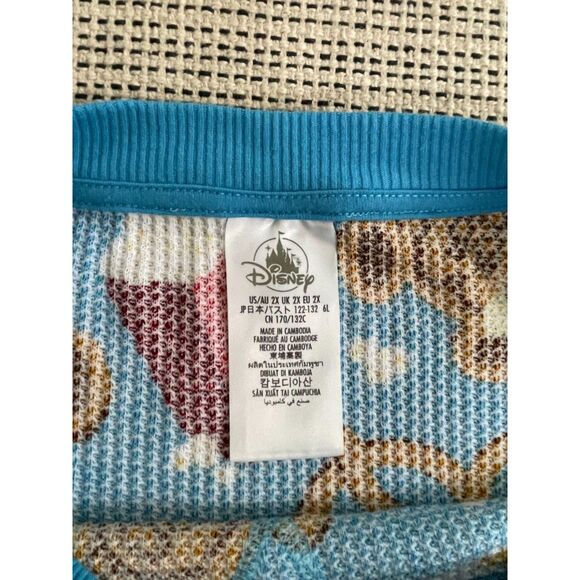 Disney
US/AU 2X UK 2X EU 2X
JP日本バスト 122-132 6L
CN 170/132C
MADE IN CAMBODIA
FABRIQUÉ AU CAMBODGE
HECHO EN CAMBOYA
柬埔寨製
ผลิตในประเทศกัมพูชา
DIBUAT DI KAMBOJA
캄보디아산
SẢN XUẤT TẠI CAMPUCHIA
صنع في كامبوديا